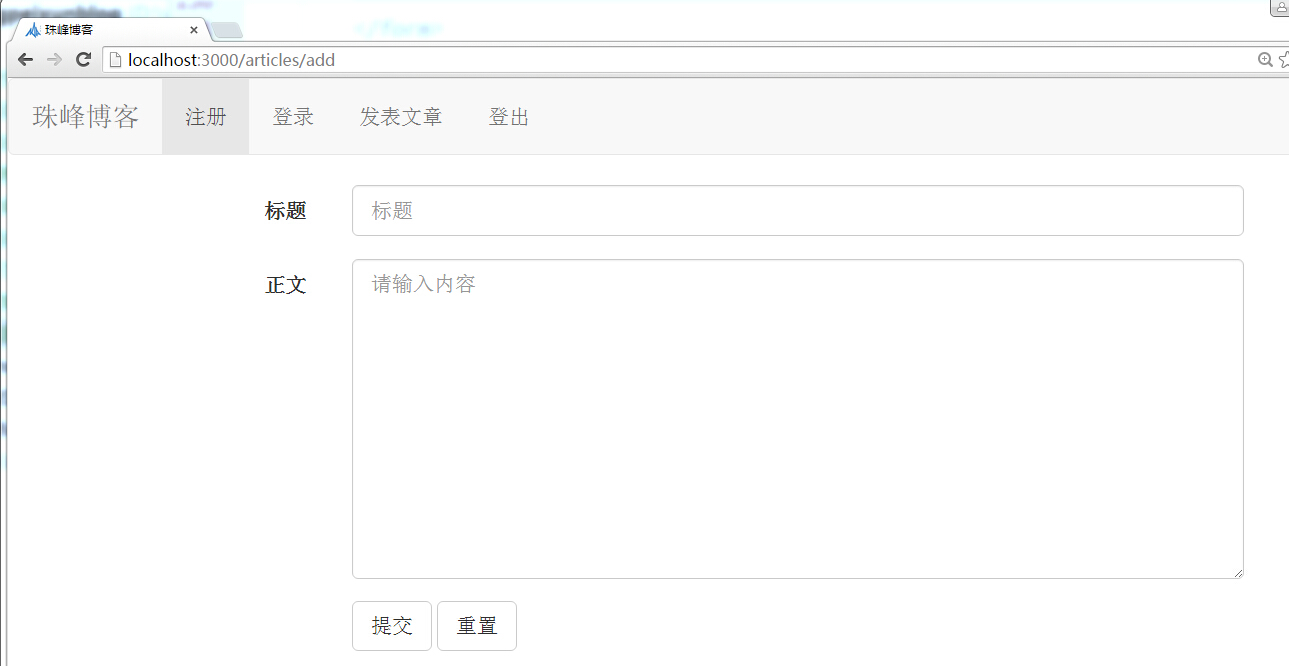 </form>
珠峰博客
localhost:3000/articles/add
珠峰博客 注册 登录 发表文章 登出
标题 标题
正文 请输入内容
提交 重置